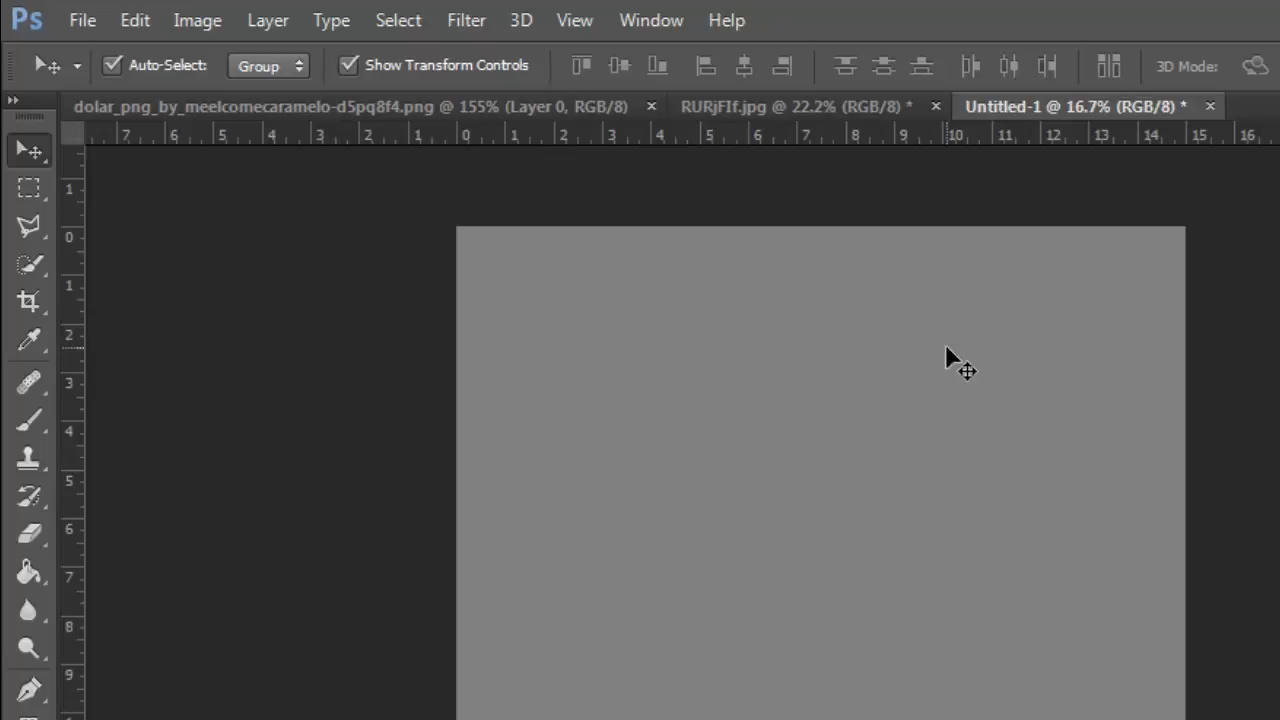 Ps File Edit Image Layer Type Select Filter 3D View Window Help
Auto-Select: Group Show Transform Controls 3D Mode:
dolar_png_by_meelcomecaramelo-d5pq8f4.png @ 155% (Layer 0, RGB/8) × RURjFIf.jpg @ 22.2% (RGB/8) * × Untitled-1 @ 16.7% (RGB/8) * ×
7 6 5 4 3 2 1 0 1 2 3 4 5 6 7 8 9 10 11 12 13 14 15 16
1
0
1
2
3
4
5
6
7
8
9